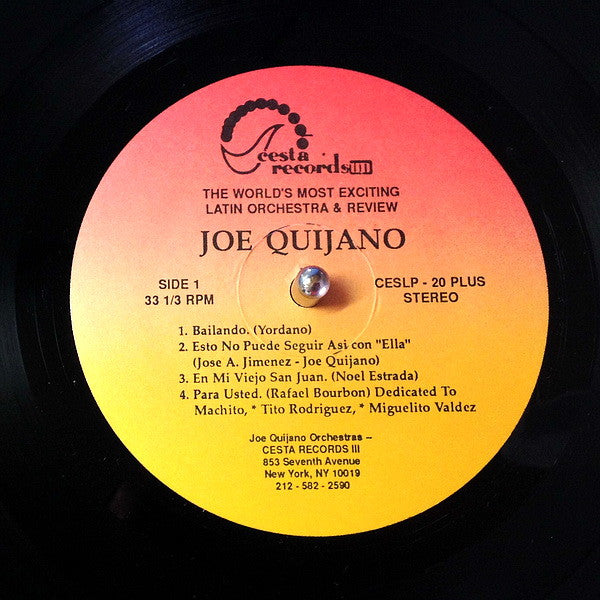 cesta
records III
THE WORLD'S MOST EXCITING
LATIN ORCHESTRA & REVIEW
JOE QUIJANO
SIDE 1
33 1/3 RPM
CESLP - 20 PLUS
STEREO
1. Bailando. (Yordano)
2. Esto No Puede Seguir Asi con "Ella"
(Jose A. Jimenez - Joe Quijano)
3. En Mi Viejo San Juan. (Noel Estrada)
4. Para Usted. (Rafael Bourbon) Dedicated To
Machito, * Tito Rodriguez, * Miguelito Valdez
Joe Quijano Orchestras --
CESTA RECORDS III
853 Seventh Avenue
New York, NY 10019
212 - 582 - 2590